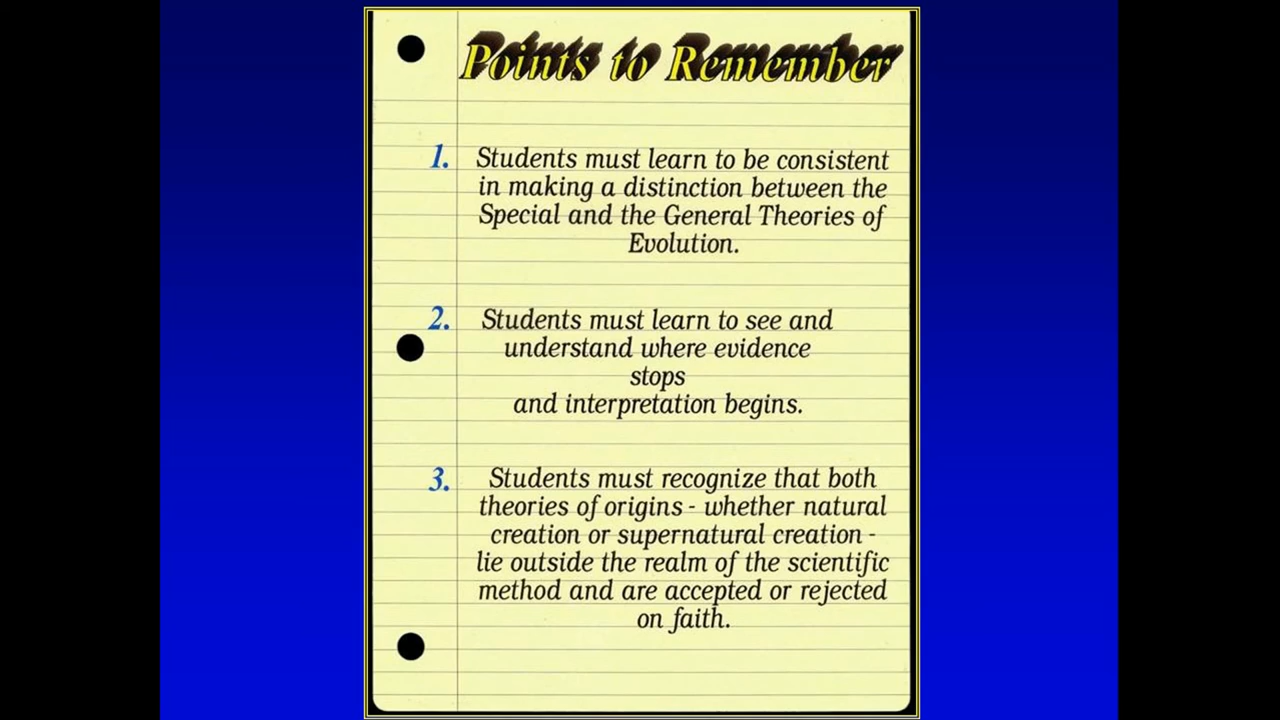 Points to Remember
1. Students must learn to be consistent
in making a distinction between the
Special and the General Theories of
Evolution.
2. Students must learn to see and
understand where evidence
stops
and interpretation begins.
3. Students must recognize that both
theories of origins - whether natural
creation or supernatural creation -
lie outside the realm of the scientific
method and are accepted or rejected
on faith.